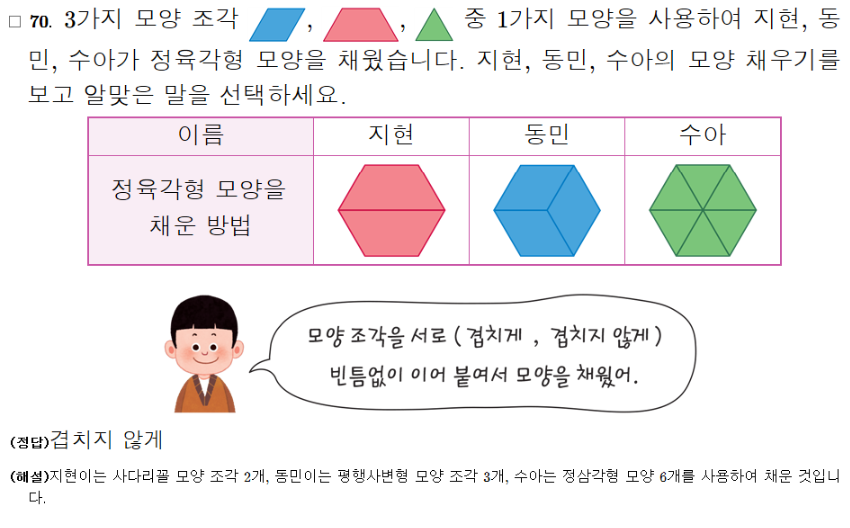 □ 70. 3가지 모양 조각 , , 중 1가지 모양을 사용하여 지현, 동
민, 수아가 정육각형 모양을 채웠습니다. 지현, 동민, 수아의 모양 채우기를
보고 알맞은 말을 선택하세요.
이름 지현 동민 수아
정육각형 모양을
채운 방법
모양 조각을 서로 ( 겹치게 , 겹치지 않게 )
빈틈없이 이어 붙여서 모양을 채웠어.
(정답)겹치지 않게
(해설)지현이는 사다리꼴 모양 조각 2개, 동민이는 평행사변형 모양 조각 3개, 수아는 정삼각형 모양 6개를 사용하여 채운 것입니
다.